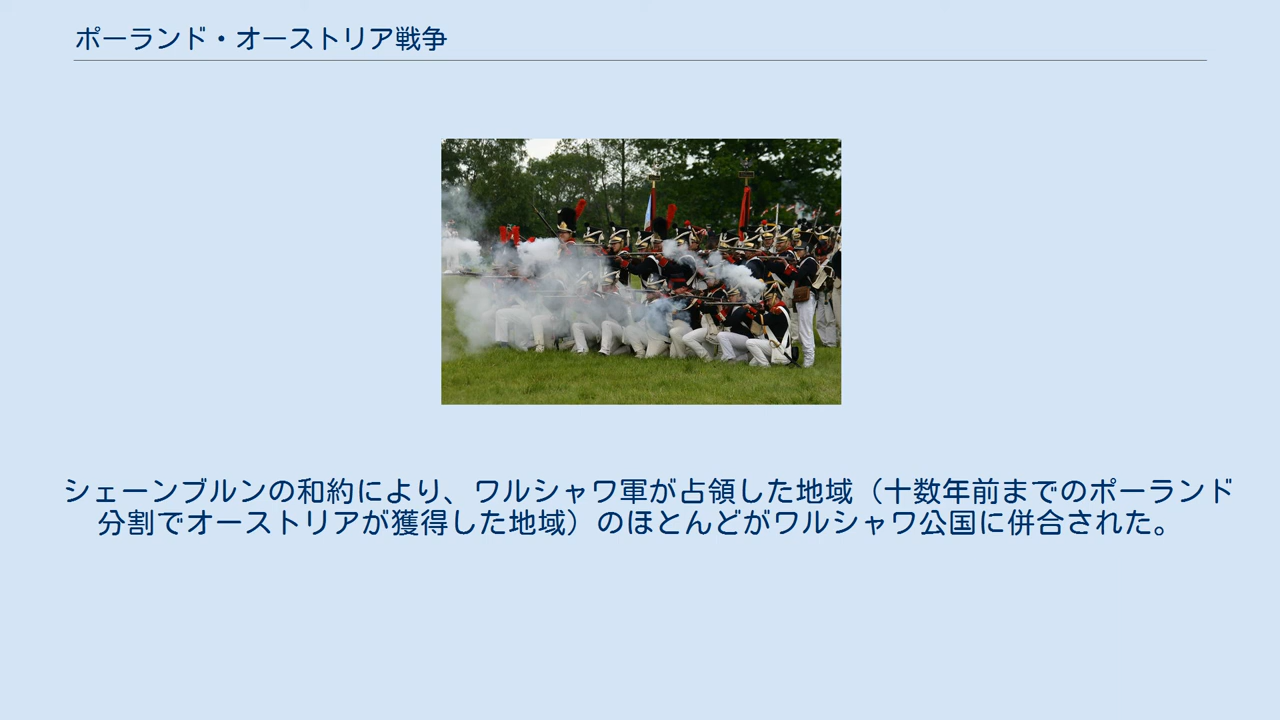 ポーランド・オーストリア戦争
シェーンブルンの和約により、ワルシャワ軍が占領した地域（十数年前までのポーランド
分割でオーストリアが獲得した地域）のほとんどがワルシャワ公国に併合された。